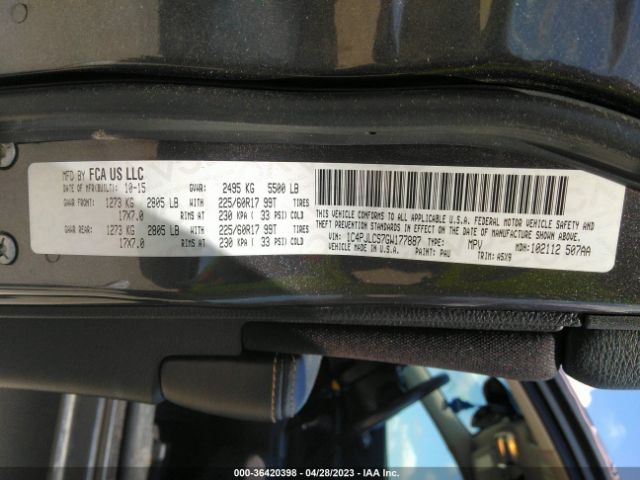 MFD BY FCA US LLC
DATE OF MFR(BUILT): 10-15 GVWR: 2495 KG 5500 LB
GAWR FRONT: 1273 KG 2805 LB WITH 225/60R17 99T TIRES
17X7.0 RIMS AT 230 KPA ( 33 PSI) COLD
GAWR REAR: 1273 KG 2805 LB WITH 225/60R17 99T TIRES
17X7.0 RIMS AT 230 KPA ( 33 PSI) COLD
THIS VEHICLE CONFORMS TO ALL APPLICABLE U.S.A. FEDERAL MOTOR VEHICLE SAFETY AND
THEFT PREVENTION STANDARDS IN EFFECT ON THE DATE OF MANUFACTURE SHOWN ABOVE.
VIN: 1C4PJLCS7GW177887 TYPE: MPV MDH: 102112 507AA
VEHICLE MADE IN U.S.A. PAINT: PAU TRIM: A5X9
000-36420398 - 04/28/2023 - IAA Inc.